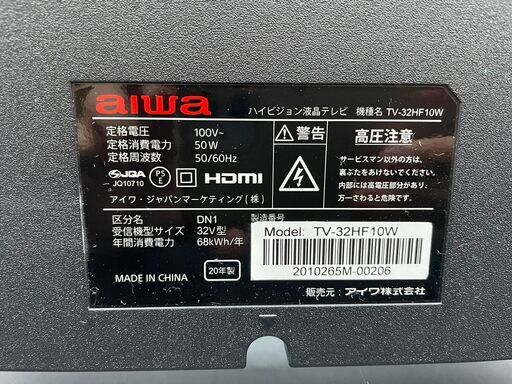 aiwa
ハイビジョン液晶テレビ 機種名 TV-32HF10W
定格電圧 100V~
定格消費電力 50W
定格周波数 50/60Hz
JQA
JQ10710
PS
E
HDMI
アイワ・ジャパンマーケティング(株)
⚠警告 高圧注意
サービスマン以外の方は、
裏ぶたをあけないでください。
内部には高電圧部分があり、
万一さわると危険です。
区分名 DN1
受信機型サイズ 32V型
年間消費電力 68kWh/年
製造番号
Model: TV-32HF10W
2010265M-00206
MADE IN CHINA
20年製
販売元:アイワ株式会社